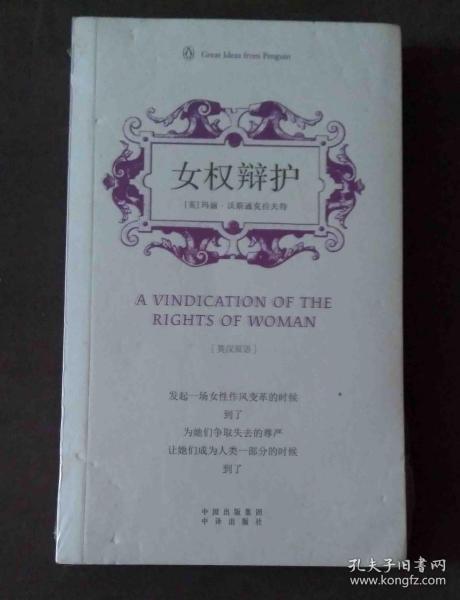 Great Ideas from Penguin
女权辩护
[英]玛丽·沃斯通克拉夫特
A VINDICATION OF THE
RIGHTS OF WOMAN
[英汉双语]
发起一场女性作风变革的时候
到了
为她们争取失去的尊严
让她们成为人类一部分的时候
到了
中国出版集团
中译出版社
孔夫子旧书网
www.kongfz.com